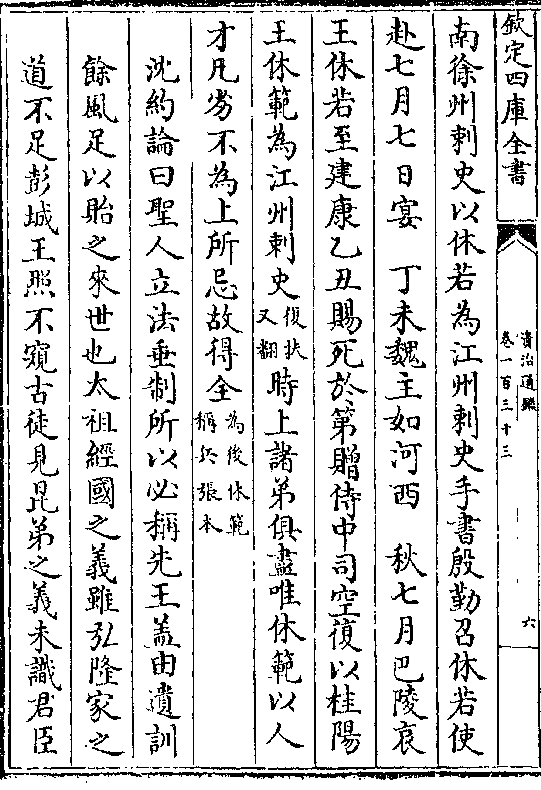 欽定四庫全書
資治通鑑
卷一百三十三
六
南徐州刺史以休若為江州刺史手書殷勤召休若使
赴七月七日宴　丁未魏主如河西　秋七月巴陵哀
王休若至建康乙丑賜死於第贈侍中司空復以桂陽
王休範為江州刺史復扶又翻時上諸弟俱盡唯休範以人
才凡劣不為上所忌故得全為後休範稱兵張本
沈約論曰聖人立法垂制所以必稱先王盖由遺訓
餘風足以貽之來世也太祖經國之義雖弘隆家之
道不足彭城王照不窺古徒見昆弟之義未識君臣